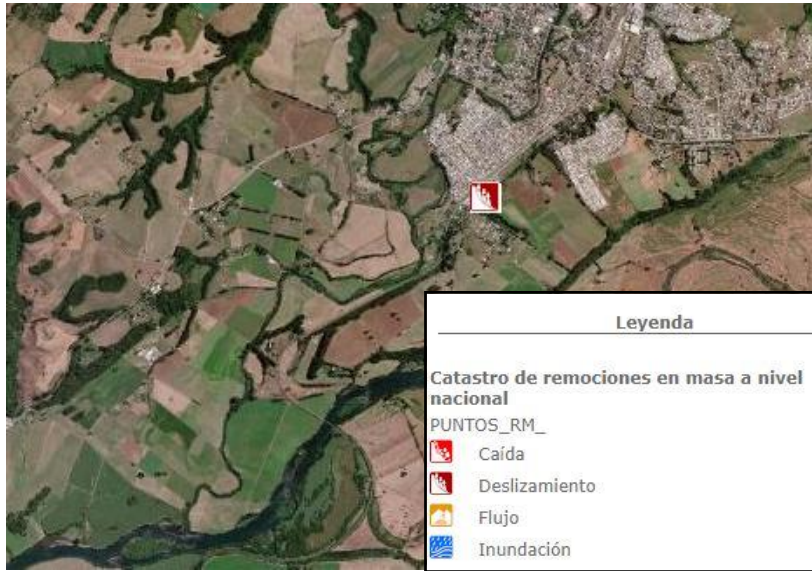 Leyenda
Catastro de remociones en masa a nivel
nacional
PUNTOS_RM_
Caída
Deslizamiento
Flujo
Inundación